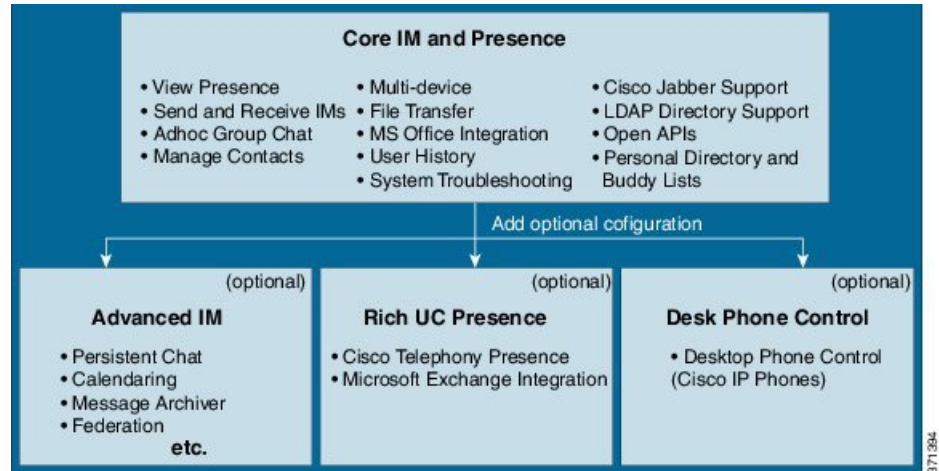 Core IM and Presence
• View Presence
• Send and Receive IMs
• Adhoc Group Chat
• Manage Contacts
• Multi-device
• File Transfer
• MS Office Integration
• User History
• System Troubleshooting
• Cisco Jabber Support
• LDAP Directory Support
• Open APIs
• Personal Directory and
Buddy Lists
Add optional cofiguration
(optional)
Advanced IM
• Persistent Chat
• Calendaring
• Message Archiver
• Federation
etc.
(optional)
Rich UC Presence
• Cisco Telephony Presence
• Microsoft Exchange Integration
(optional)
Desk Phone Control
• Desktop Phone Control
(Cisco IP Phones)
371394